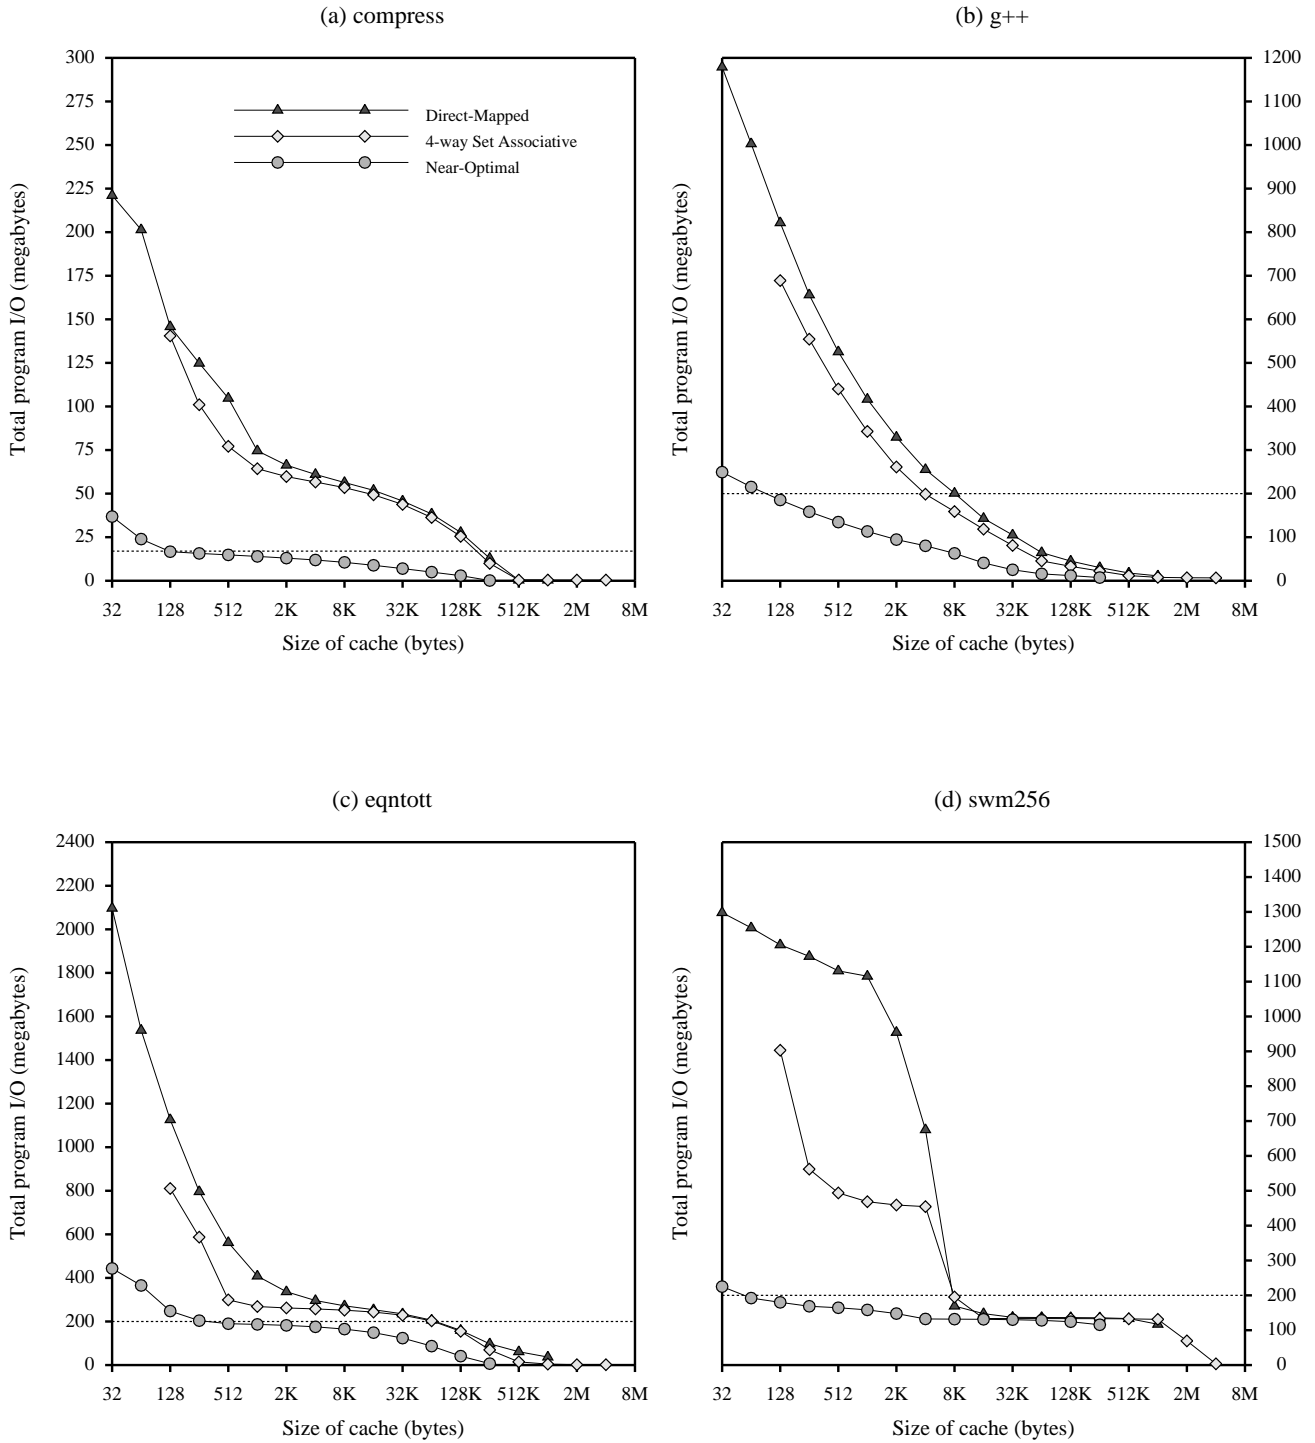 (a) compress
300
275
250
225
200
175
150
125
100
75
50
25
0
Total program I/O (megabytes)
Direct-Mapped
4-way Set Associative
Near-Optimal
32 128 512 2K 8K 32K 128K 512K 2M 8M
Size of cache (bytes)
(b) g++
Total program I/O (megabytes)
1200
1100
1000
900
800
700
600
500
400
300
200
100
0
32 128 512 2K 8K 32K 128K 512K 2M 8M
Size of cache (bytes)
(c) eqntott
2400
2200
2000
1800
1600
1400
1200
1000
800
600
400
200
0
Total program I/O (megabytes)
32 128 512 2K 8K 32K 128K 512K 2M 8M
Size of cache (bytes)
(d) swm256
Total program I/O (megabytes)
1500
1400
1300
1200
1100
1000
900
800
700
600
500
400
300
200
100
0
32 128 512 2K 8K 32K 128K 512K 2M 8M
Size of cache (bytes)